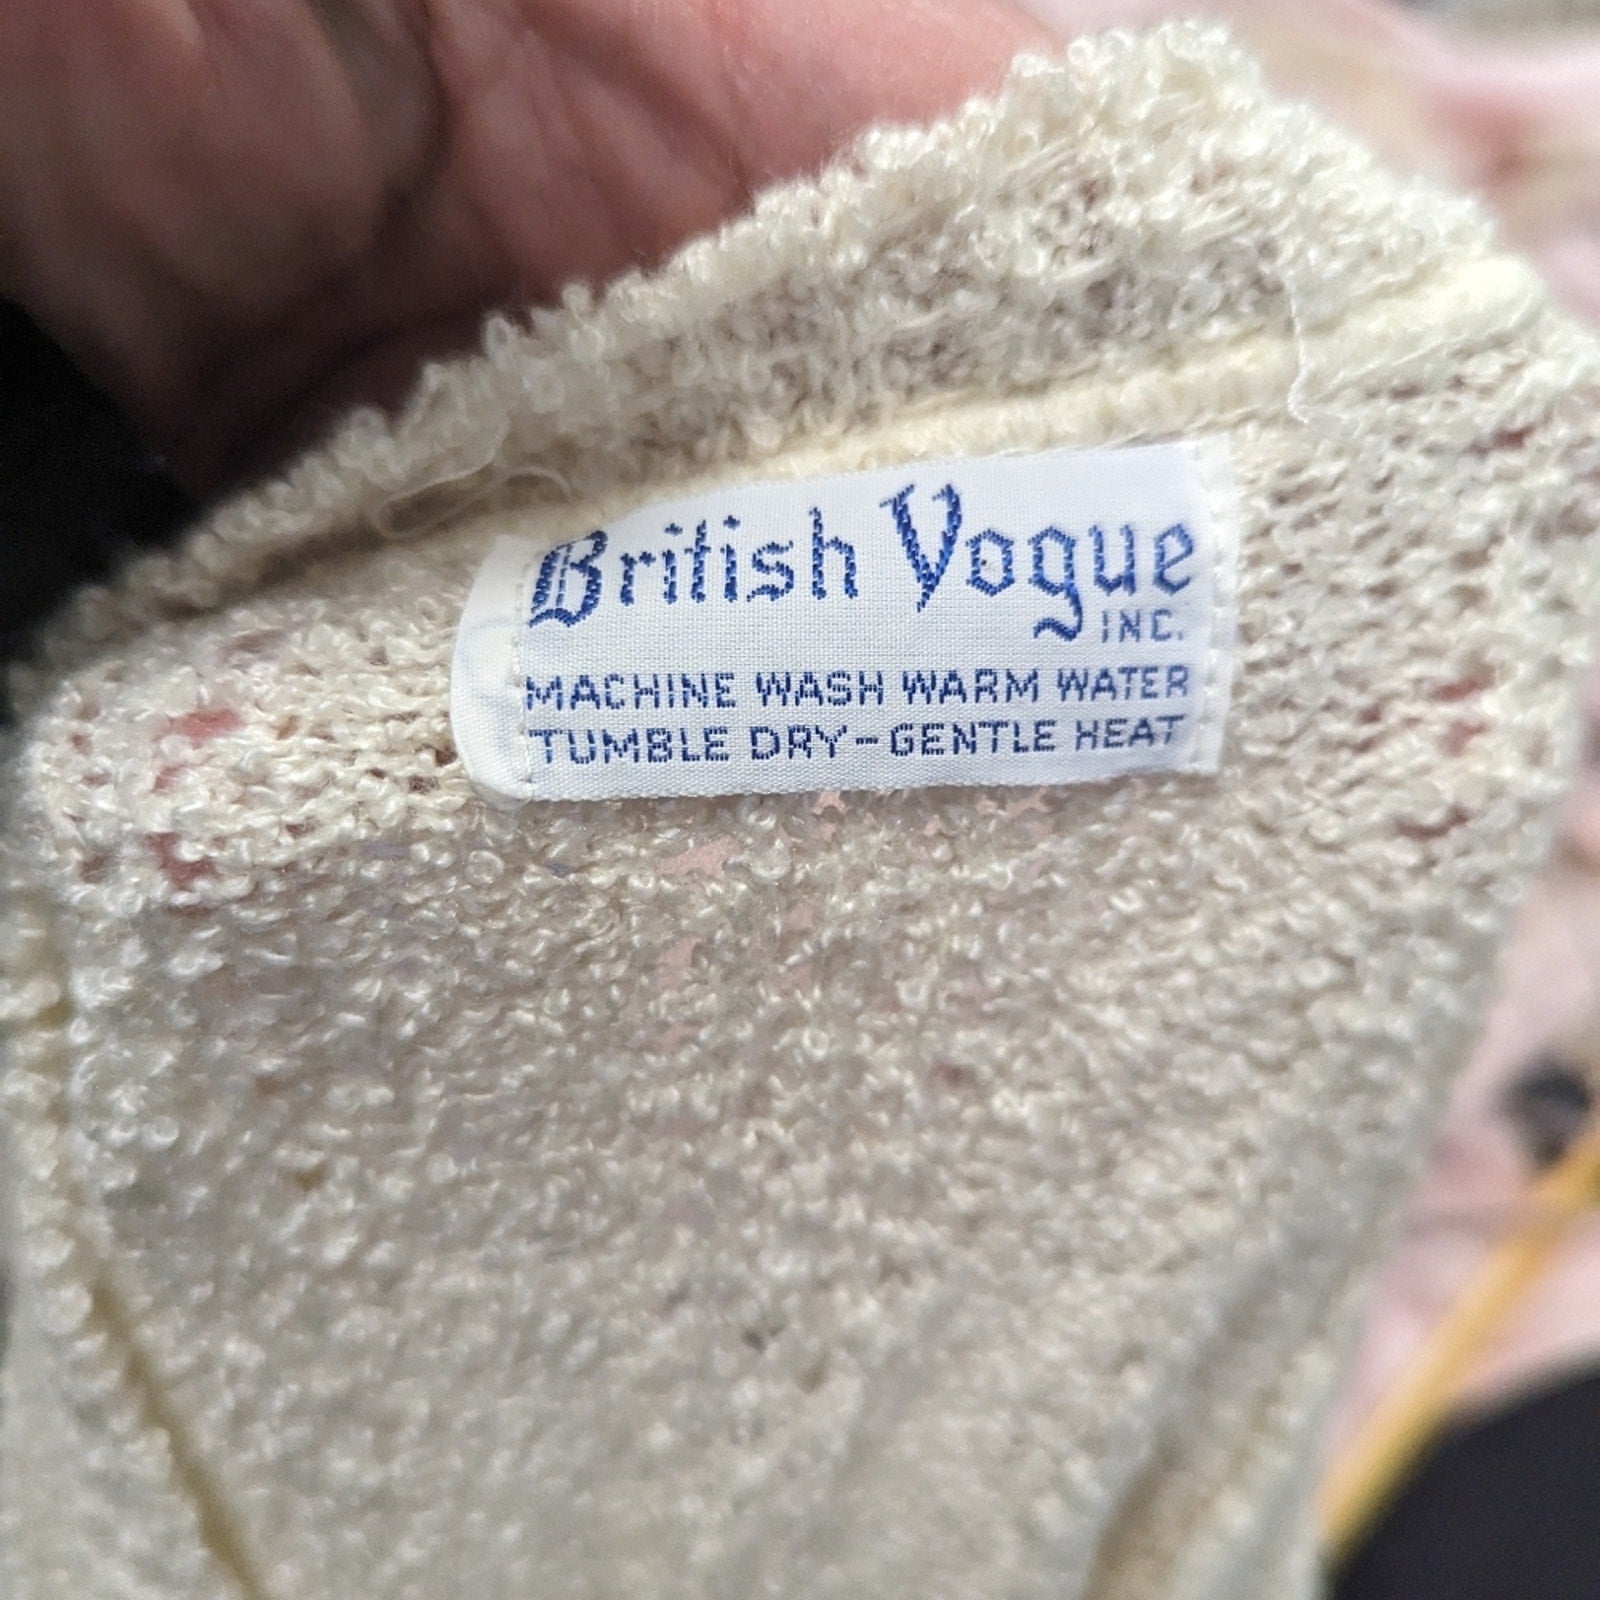 British Vogue
INC.
MACHINE WASH WARM WATER
TUMBLE DRY-GENTLE HEAT